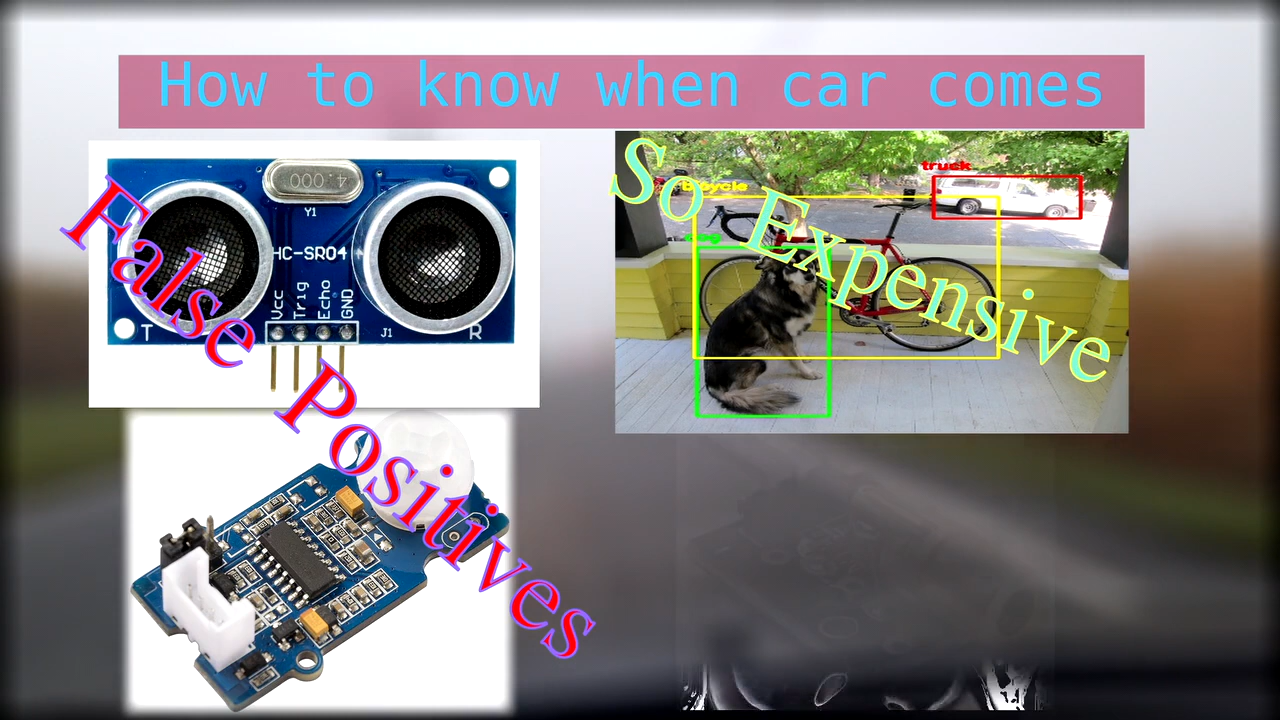 How to know when car comes
4.000
Y1
HC-SR04
Vcc
Trig
Echo
GND
T
J1
R
False Positives
truck
Bicycle
dog
So Expensive